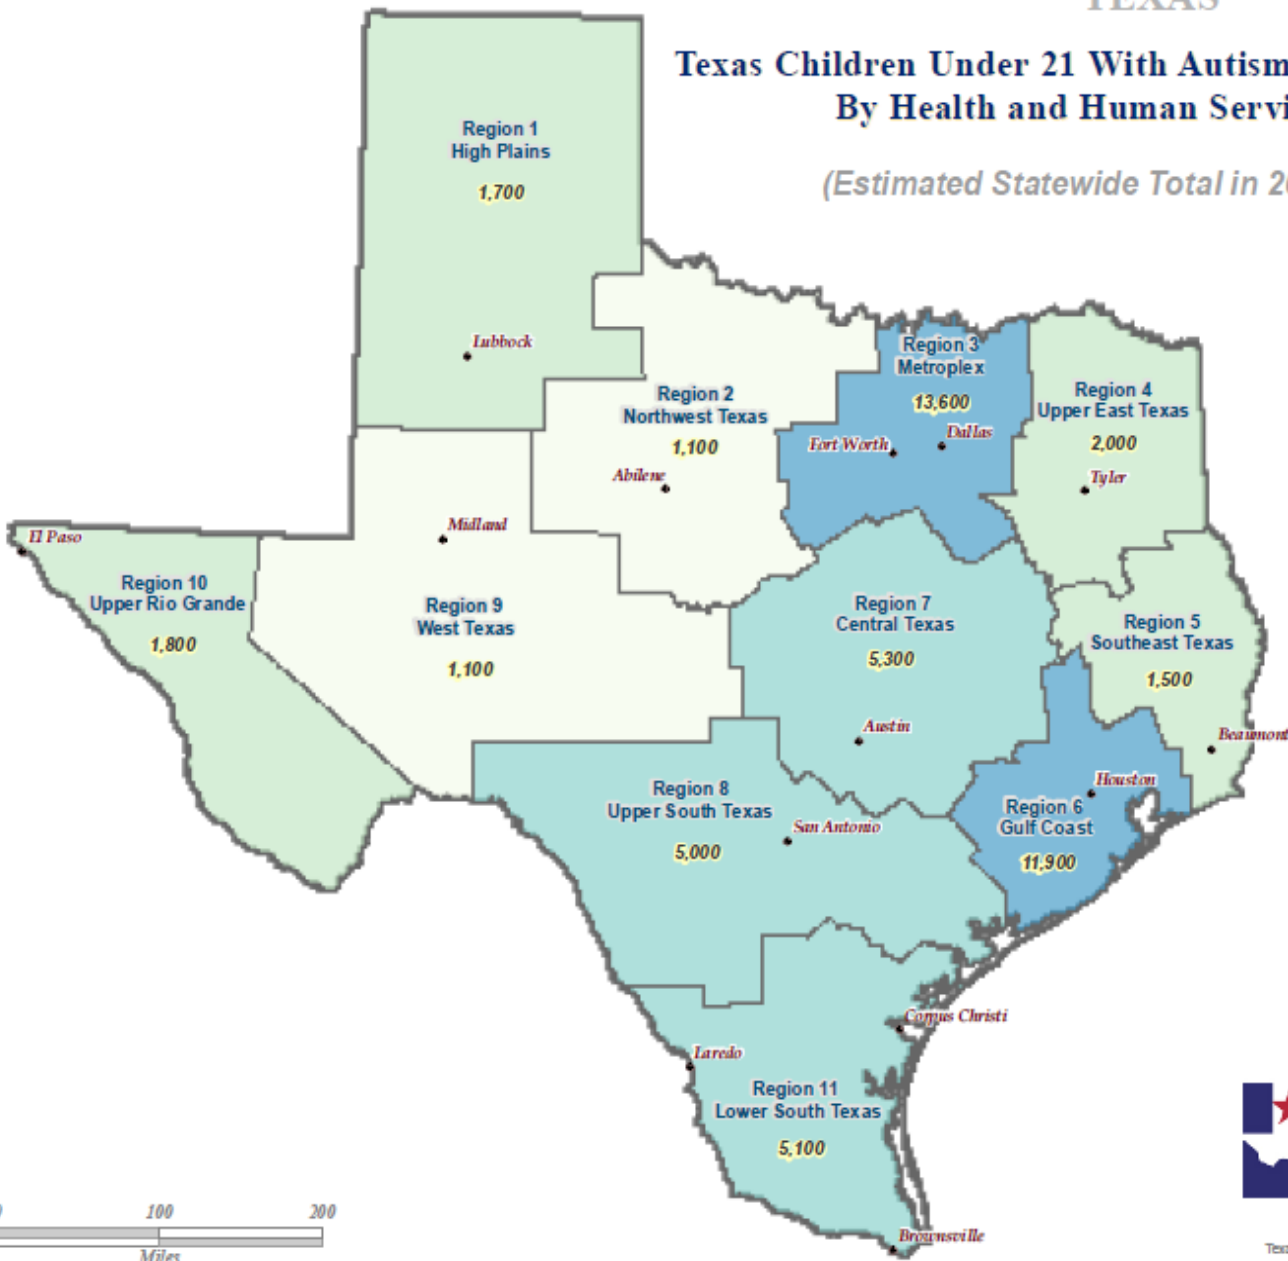 TEXAS
Texas Children Under 21 With Autism
By Health and Human Servi
(Estimated Statewide Total in 2
Region 1
High Plains
1,700
Lubbock
Region 2
Northwest Texas
1,100
Abilene
Region 3
Metroplex
13,600
Fort Worth
Dallas
Region 4
Upper East Texas
2,000
Tyler
El Paso
Midland
Region 10
Upper Rio Grande
1,800
Region 9
West Texas
1,100
Region 7
Central Texas
5,300
Austin
Region 5
Southeast Texas
1,500
Beaumont
Region 8
Upper South Texas
5,000
San Antonio
Houston
Region 6
Gulf Coast
11,900
Corpus Christi
Laredo
Region 11
Lower South Texas
5,100
Brownsville
100 200
Miles